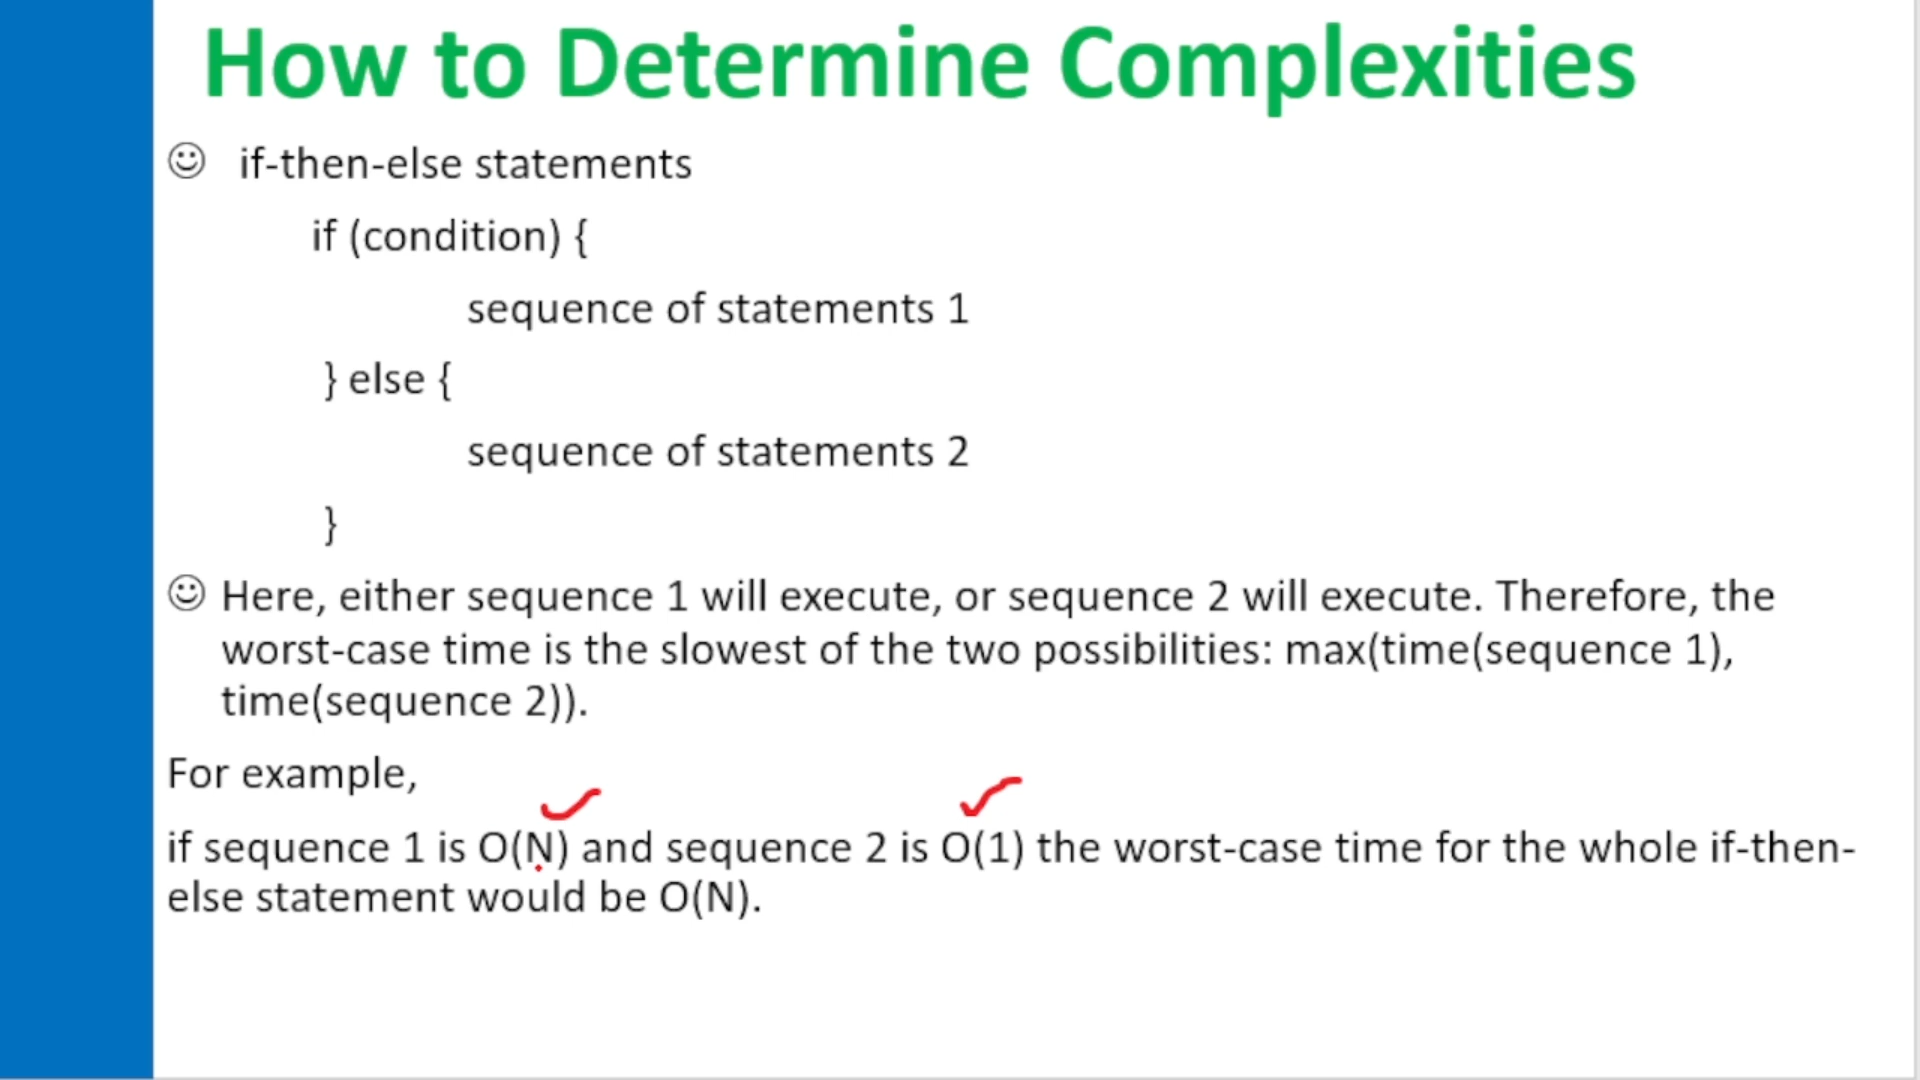 How to Determine Complexities
if-then-else statements
if (condition) {
sequence of statements 1
} else {
sequence of statements 2
}
Here, either sequence 1 will execute, or sequence 2 will execute. Therefore, the
worst-case time is the slowest of the two possibilities: max(time(sequence 1),
time(sequence 2)).
For example,
if sequence 1 is O(N) and sequence 2 is O(1) the worst-case time for the whole if-then-
else statement would be O(N).